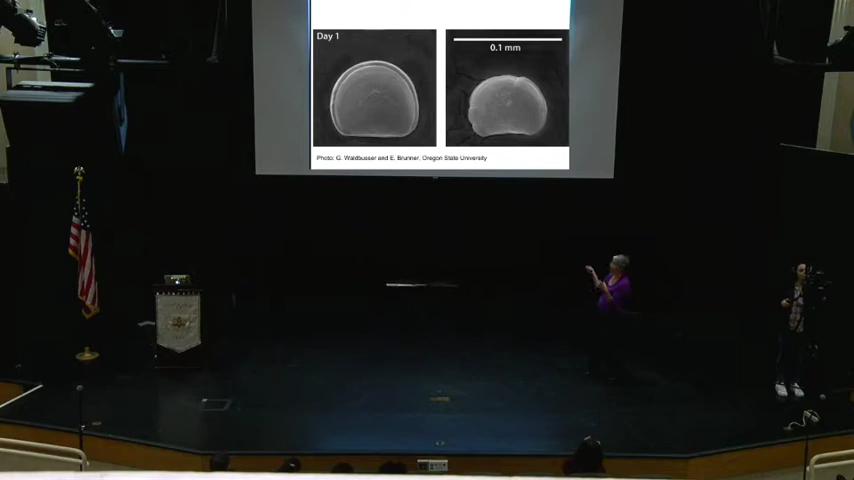 Day 1
0.1 mm
Photo: G. Waldbusser and E. Brunner, Oregon State University